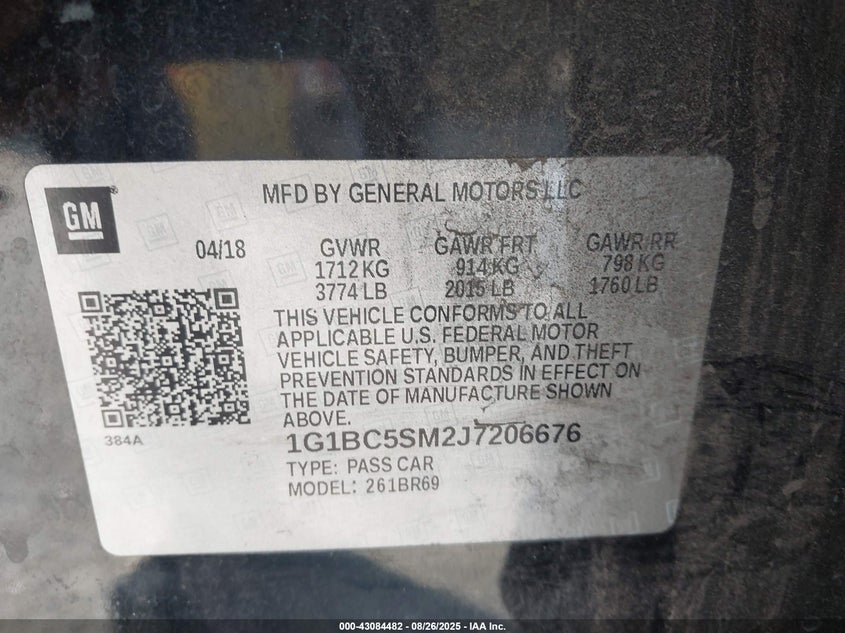 GM
MFD BY GENERAL MOTORS LLC
04/18 GVWR GAWR FRT GAWR RR
1712 KG 914 KG 798 KG
3774 LB 2015 LB 1760 LB
THIS VEHICLE CONFORMS TO ALL
APPLICABLE U.S. FEDERAL MOTOR
VEHICLE SAFETY, BUMPER, AND THEFT
PREVENTION STANDARDS IN EFFECT ON
THE DATE OF MANUFACTURE SHOWN
ABOVE.
384A
1G1BC5SM2J7206676
TYPE: PASS CAR
MODEL: 261BR69
000-43084482 - 08/26/2025 - IAA Inc.